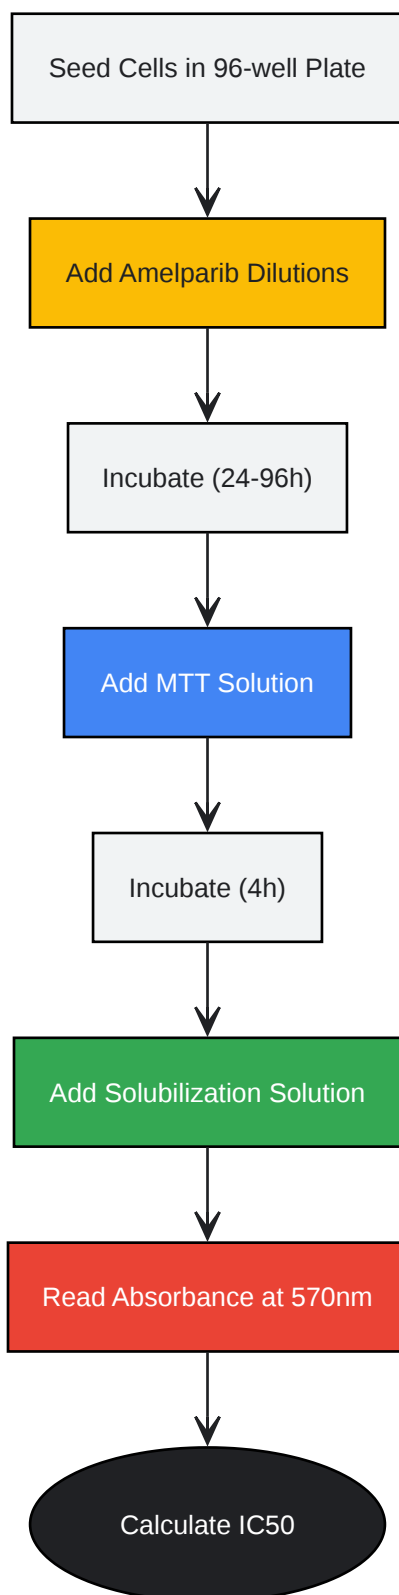 Seed Cells in 96-well Plate
Add Amelparib Dilutions
Incubate (24-96h)
Add MTT Solution
Incubate (4h)
Add Solubilization Solution
Read Absorbance at 570nm
Calculate IC50